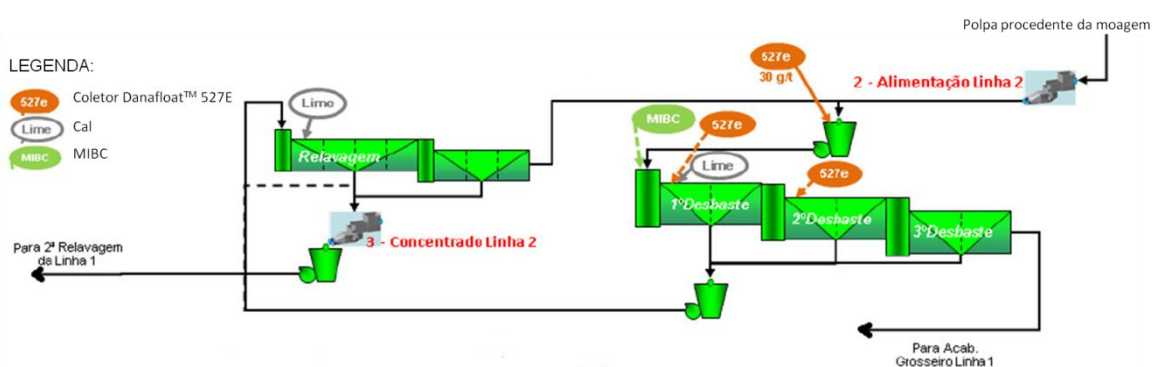 Polpa procedente da moagem
LEGENDA:
527e
Coletor Danafloat™ 527E
Lime
Cal
MIBC
MIBC
527e
30 g/t
2 - Alimentação Linha 2
Lime
Relavagem
MIBC
527e
Lime
527e
1ºDesbaste
2ºDesbaste
3ºDesbaste
3 - Concentrado Linha 2
Para 2ª Relavagem
da Linha 1
Para Acab.
Grosseiro Linha 1